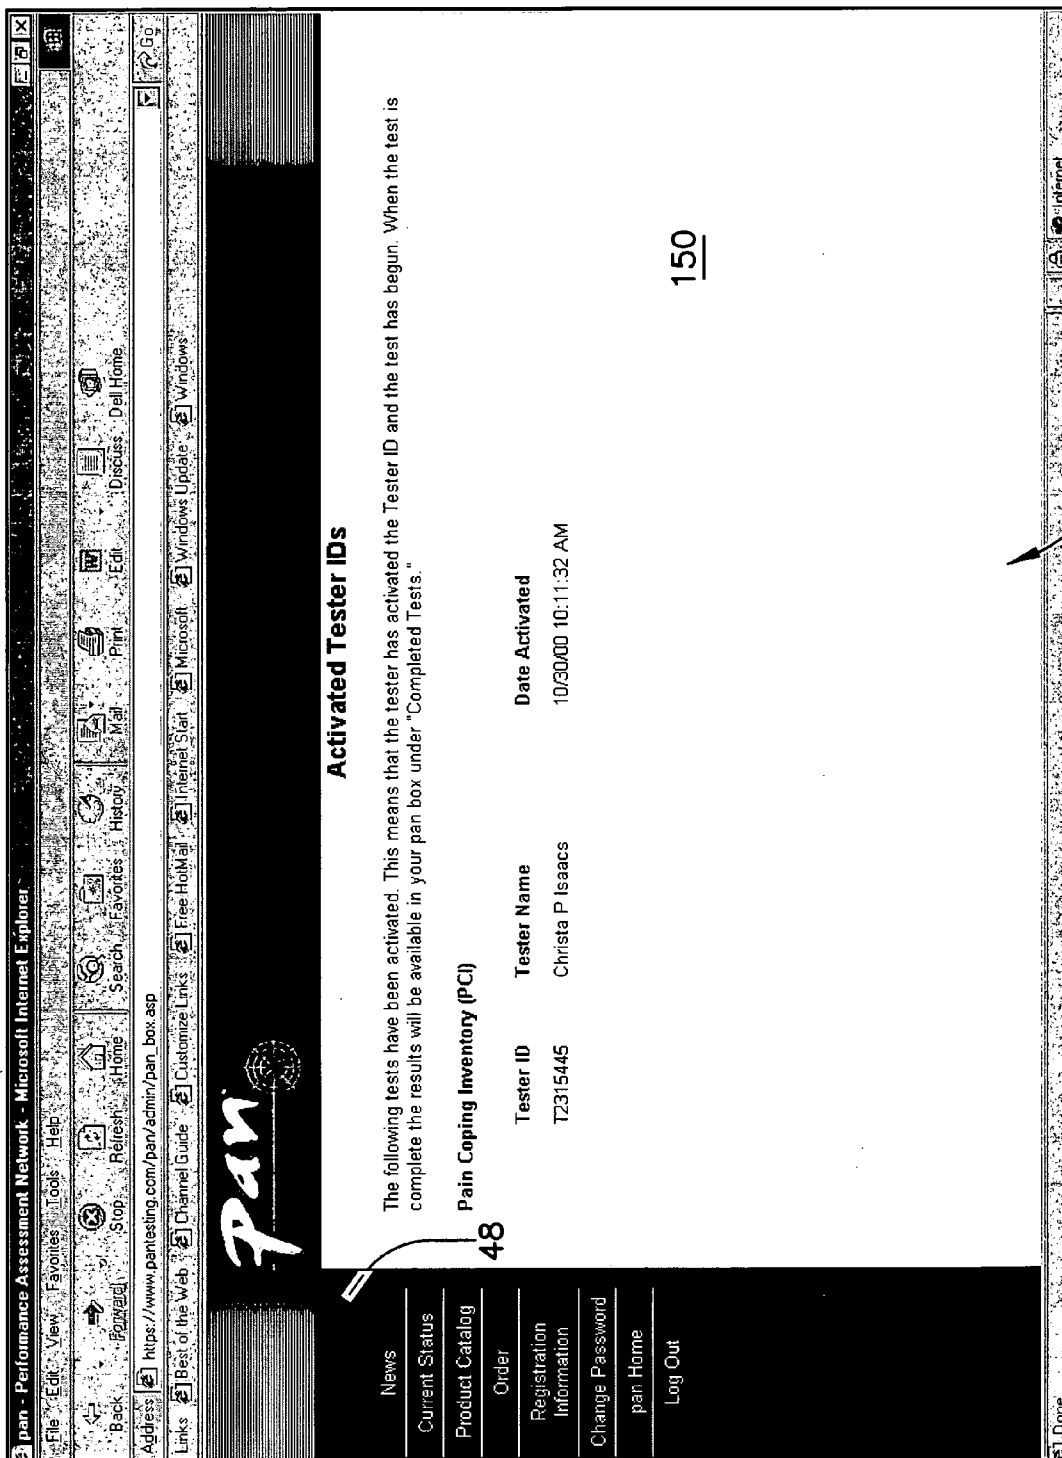 pan - Performance Assessment Network - Microsoft Internet Explorer
File Edit View Favorites Tools Help
Back Forward Stop Refresh Home Search Favorites History Mail Print Edit Discuss Dell Home
Address https://www.pantesting.com/pan/admin/pan_box.asp Go
Links Best of the Web Channel Guide Customize Links Free HotMail Internet Start Microsoft Windows Update Windows
Pan
News
Current Status
Product Catalog
Order
Registration
Information
Change Password
pan Home
Log Out
48
Activated Tester IDs
The following tests have been activated. This means that the tester has activated the Tester ID and the test has begun. When the test is
complete the results will be available in your pan box under "Completed Tests."
Pain Coping Inventory (PCI)
Tester ID Tester Name Date Activated
T2315445 Christa P Isaacs 10/30/00 10:11:32 AM
150
Done Internet